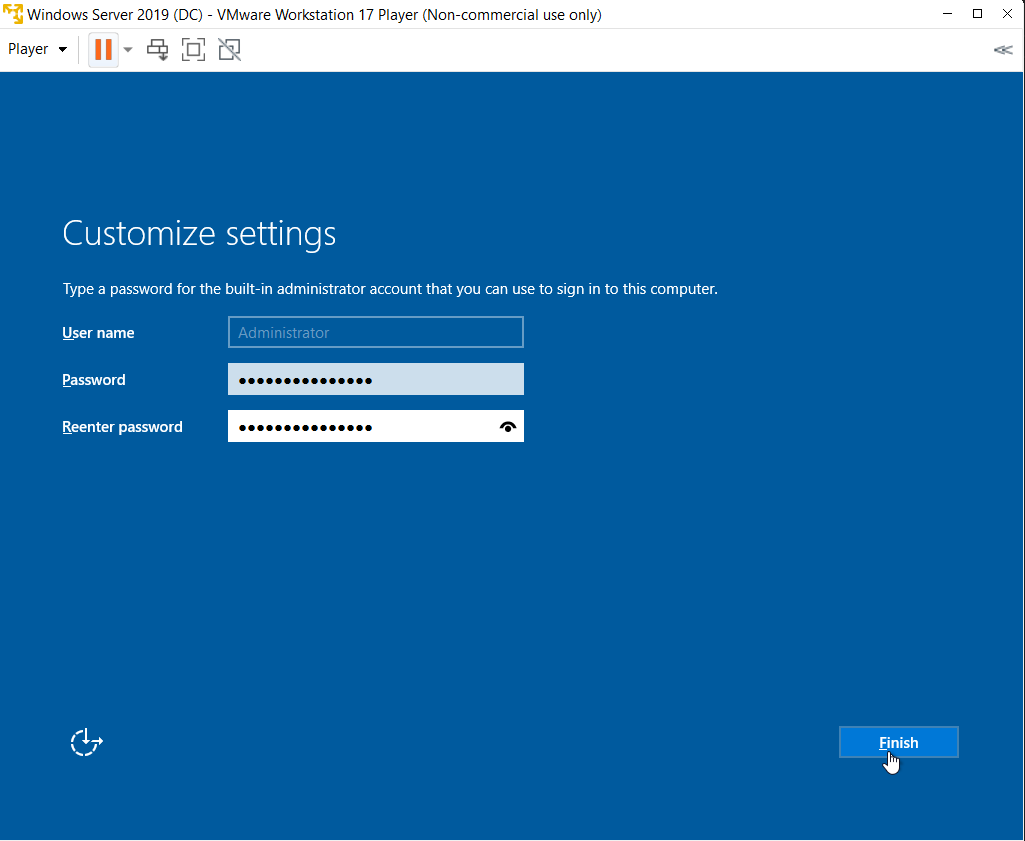 Windows Server 2019 (DC) - VMware Workstation 17 Player (Non-commercial use only)
Player
Customize settings
Type a password for the built-in administrator account that you can use to sign in to this computer.
User name Administrator
Password ●●●●●●●●●●●●●●●
Reenter password ●●●●●●●●●●●●●●●
Finish